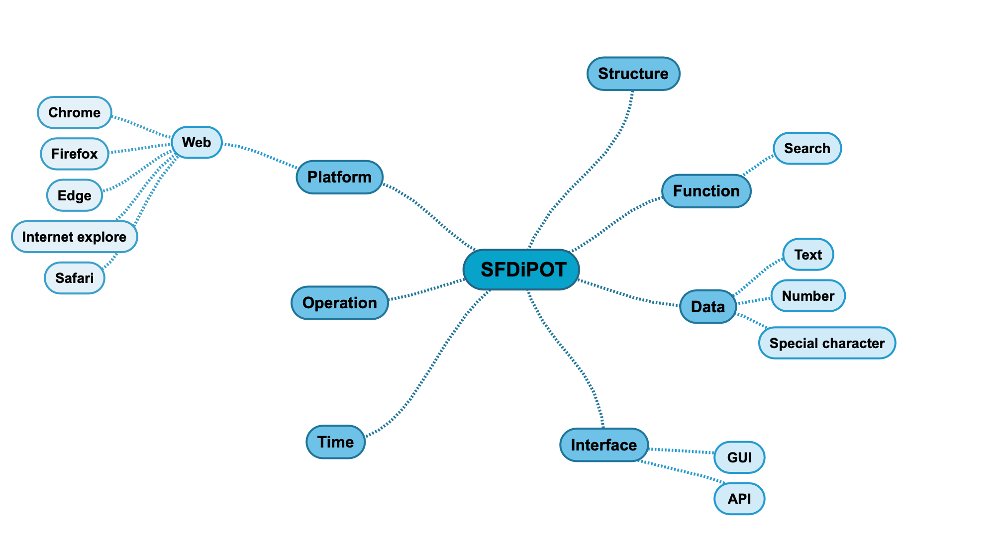 SFDiPOT
Structure
Function
Search
Data
Text
Number
Special character
Interface
GUI
API
Time
Operation
Platform
Web
Chrome
Firefox
Edge
Internet explore
Safari